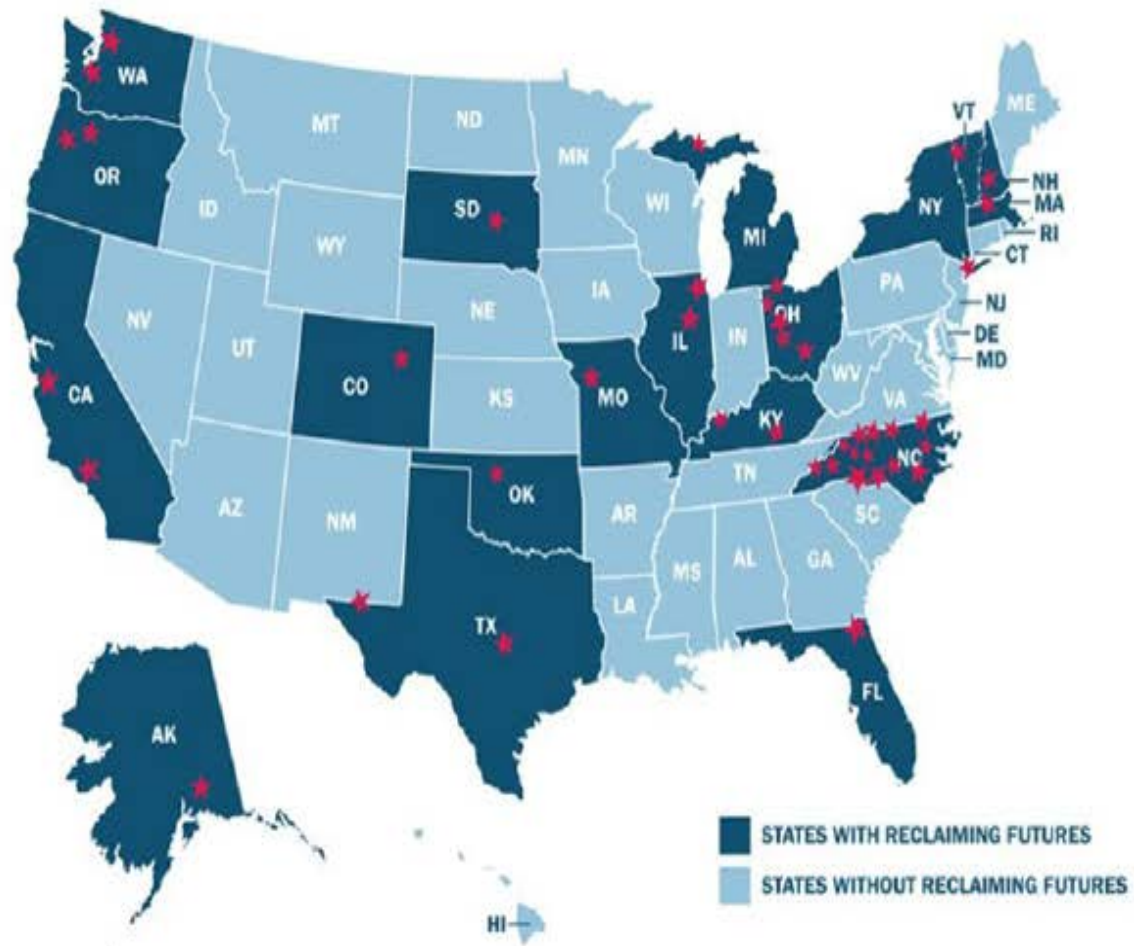 WA
MT
ND
MN
VT
ME
OR
ID
SD
WI
NY
NH
MA
WY
MI
RI
CT
IA
PA
NV
NE
NJ
UT
IL
IN
OH
DE
CA
CO
MD
WV
KS
MO
KY
VA
NC
TN
AZ
NM
OK
AR
SC
MS
AL
GA
LA
TX
FL
AK
STATES WITH RECLAIMING FUTURES
STATES WITHOUT RECLAIMING FUTURES
HI